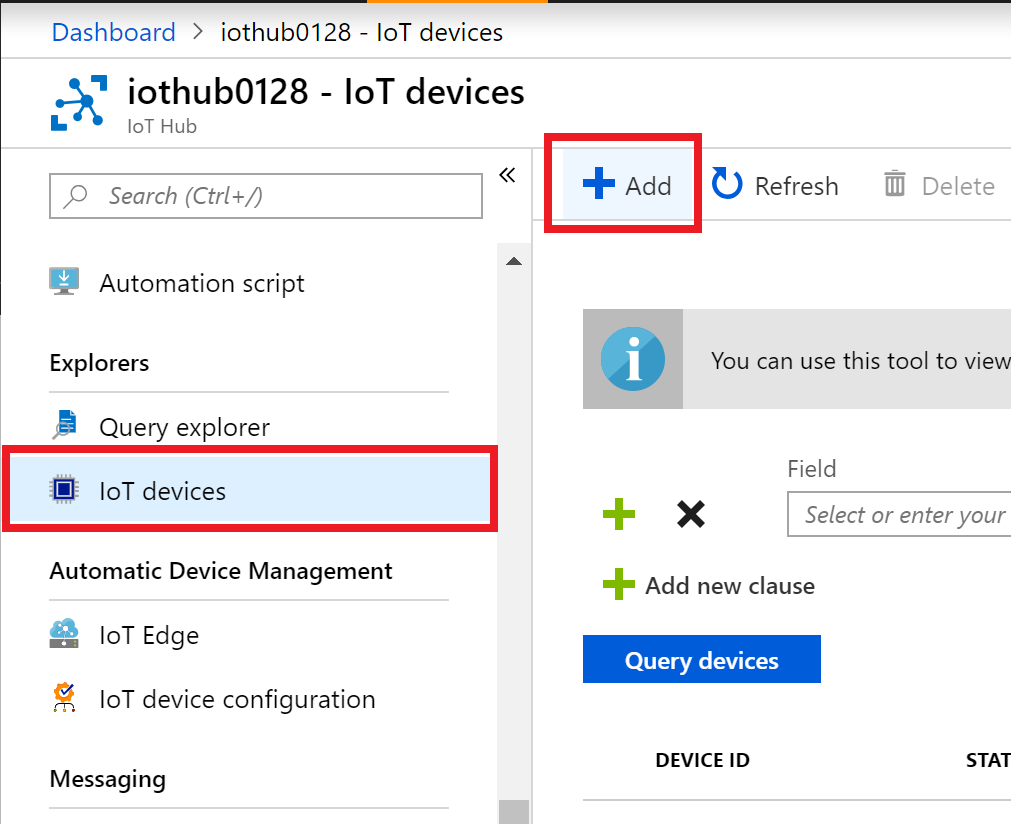 Dashboard > iothub0128 - IoT devices
iothub0128 - IoT devices
IoT Hub
Search (Ctrl+/)
«
Automation script
Explorers
Query explorer
IoT devices
Automatic Device Management
IoT Edge
IoT device configuration
Messaging
Add
Refresh
Delete
You can use this tool to view
Field
Select or enter your
Add new clause
Query devices
DEVICE ID
STAT